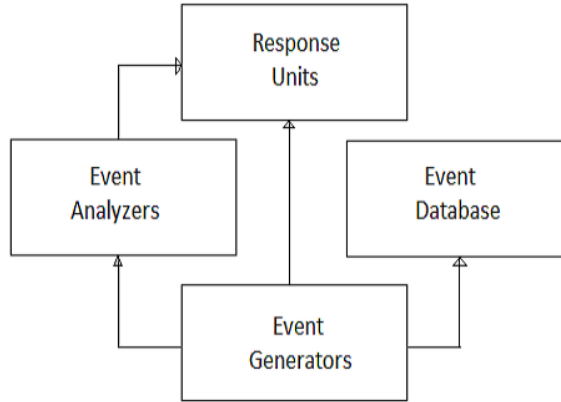 Response
Units
Event
Analyzers
Event
Database
Event
Generators